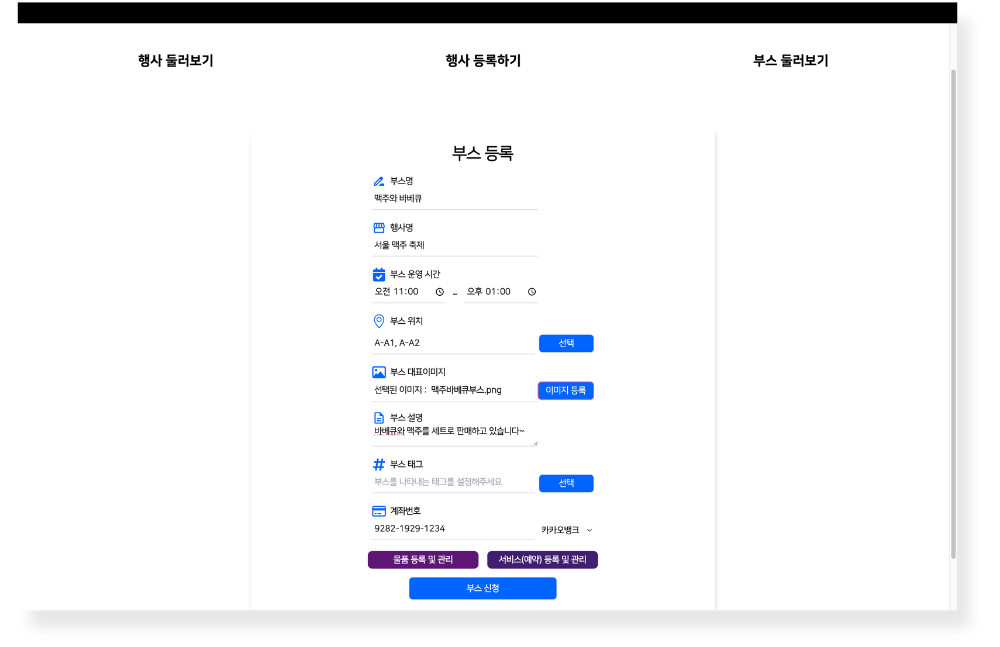 행사 둘러보기
행사 등록하기
부스 둘러보기
부스 등록
부스명
맥주와 바베큐
행사명
서울 맥주 축제
부스 운영 시간
오전 11:00 ~ 오후 01:00
부스 위치
A-A1, A-A2 선택
부스 대표이미지
선택된 이미지 : 맥주바베큐부스.png 이미지 등록
부스 설명
바베큐와 맥주를 세트로 판매하고 있습니다~
부스 태그
부스를 나타내는 태그를 설정해주세요 선택
계좌번호
9282-1929-1234 카카오뱅크
물품 등록 및 관리 서비스(예약) 등록 및 관리
부스 신청